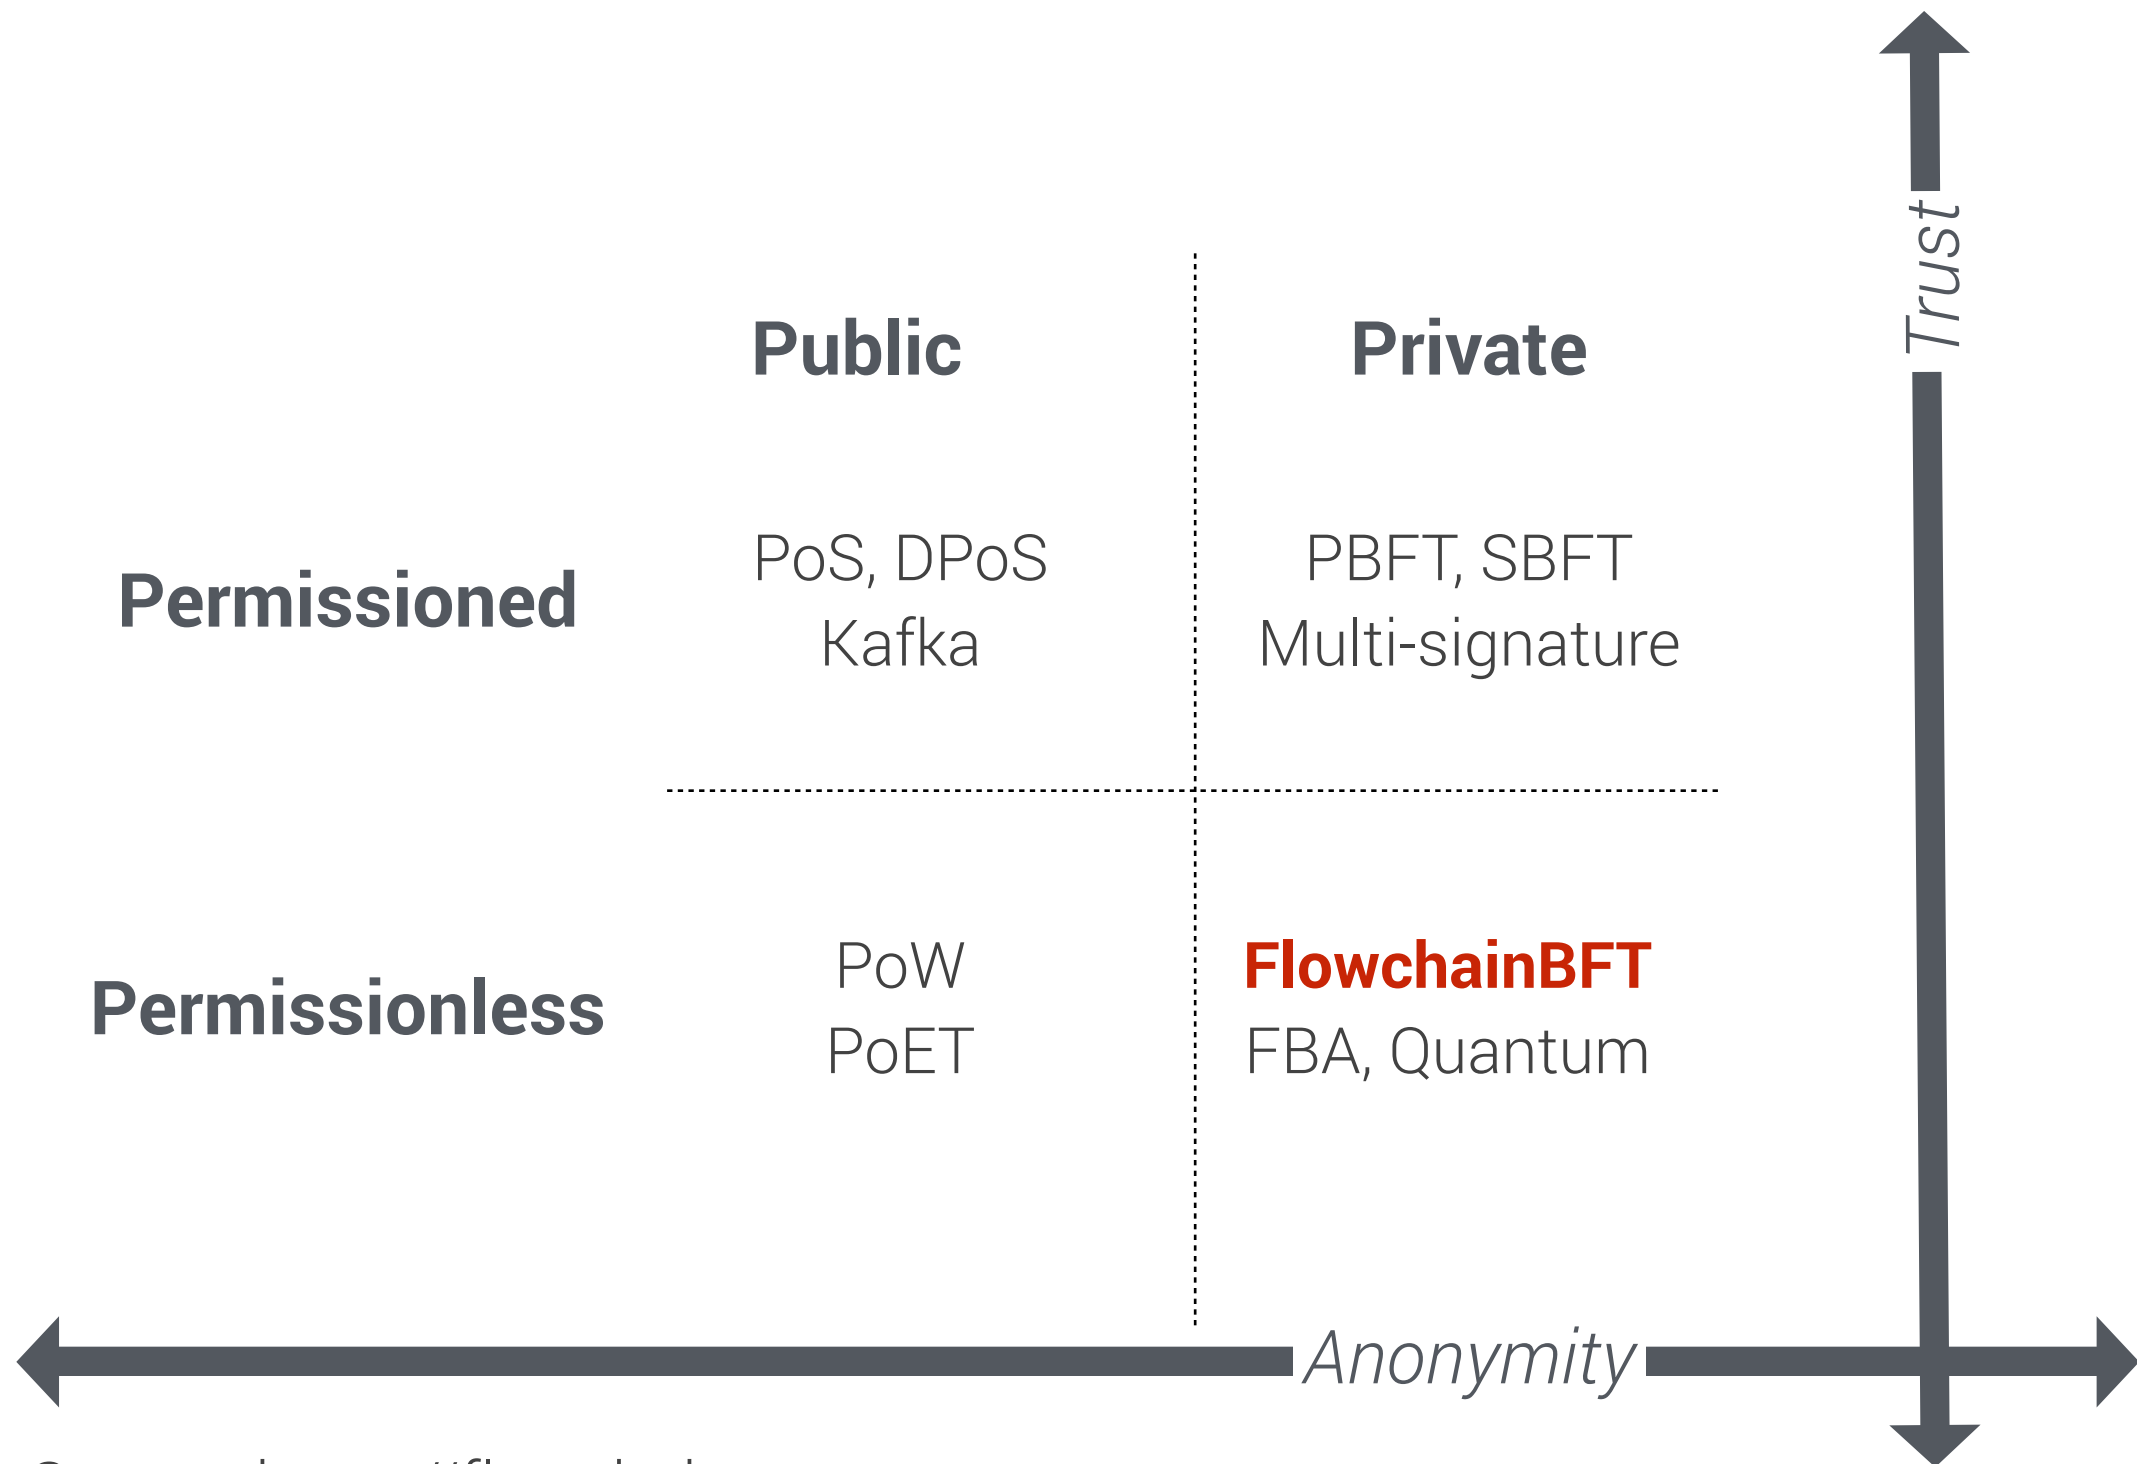 Trust
Public Private
PoS, DPoS PBFT, SBFT
Permissioned
Kafka Multi-signature
PoW FlowchainBFT
Permissionless
PoET FBA, Quantum
Anonymity